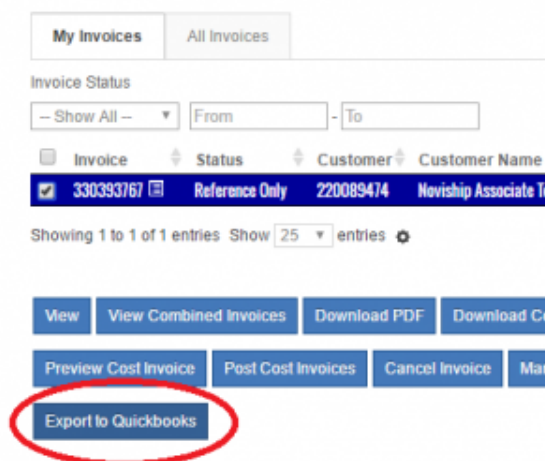 My Invoices All Invoices
Invoice Status
-- Show All -- From - To
Invoice Status Customer Customer Name
330393767 Reference Only 220089474 Noviship Associate
Showing 1 to 1 of 1 entries Show 25 entries
View View Combined Invoices Download PDF Download
Preview Cost Invoice Post Cost Invoices Cancel Invoice
Export to Quickbooks